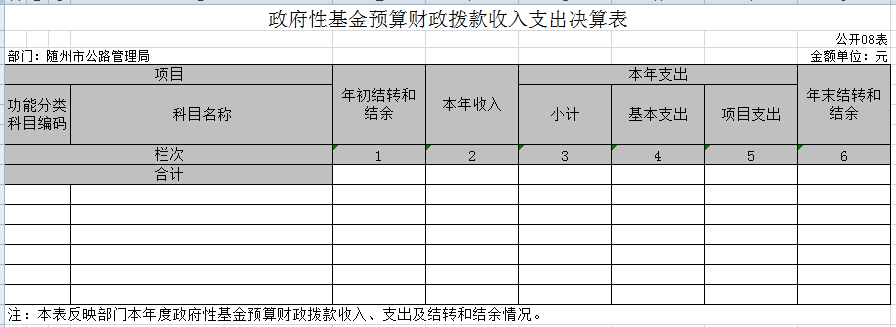 政府性基金预算财政拨款收入支出决算表
公开08表
部门：随州市公路管理局 金额单位：元
项目 年初结转和结余 本年收入 本年支出 年末结转和结余
功能分类科目编码 科目名称 小计 基本支出 项目支出
栏次 1 2 3 4 5 6
合计
注：本表反映部门本年度政府性基金预算财政拨款收入、支出及结转和结余情况。